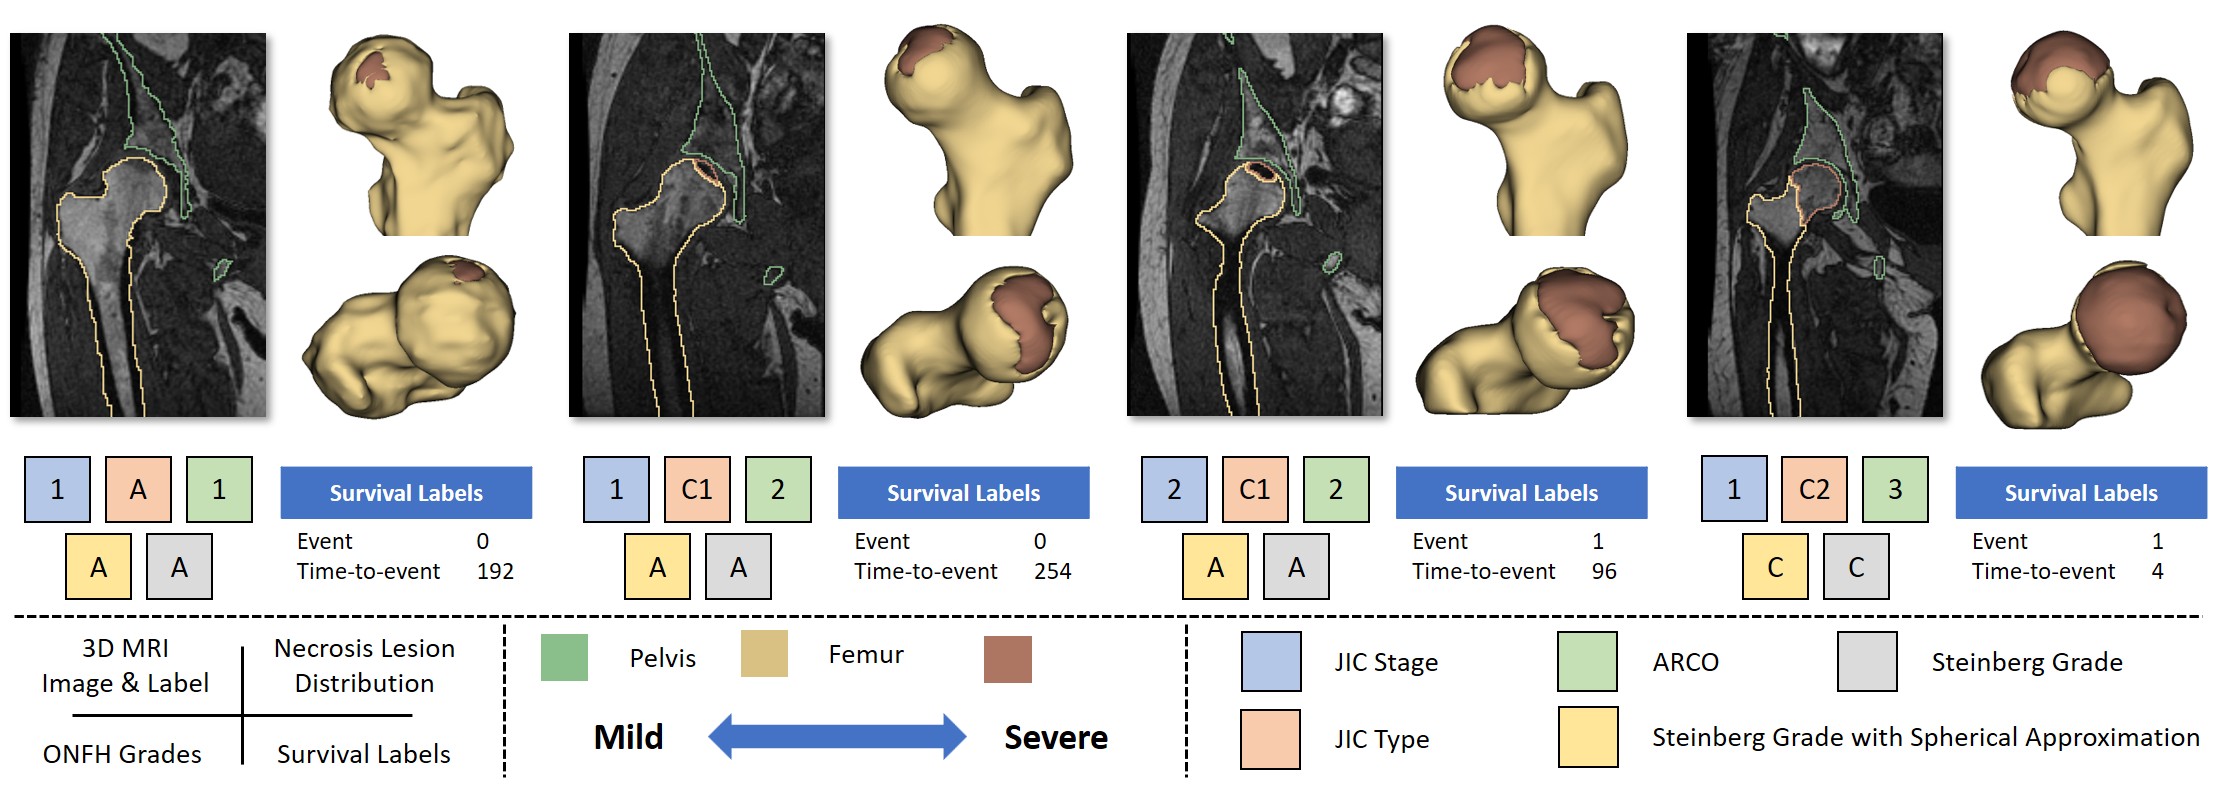 1 A 1
A A
Survival Labels
Event 0
Time-to-event 192
1 C1 2
A A
Survival Labels
Event 0
Time-to-event 254
2 C1 2
A A
Survival Labels
Event 1
Time-to-event 96
1 C2 3
C C
Survival Labels
Event 1
Time-to-event 4
3D MRI
Image & Label
Necrosis Lesion
Distribution
ONFH Grades
Survival Labels
Pelvis
Femur
Mild
Severe
JIC Stage
ARCO
Steinberg Grade
JIC Type
Steinberg Grade with Spherical Approximation